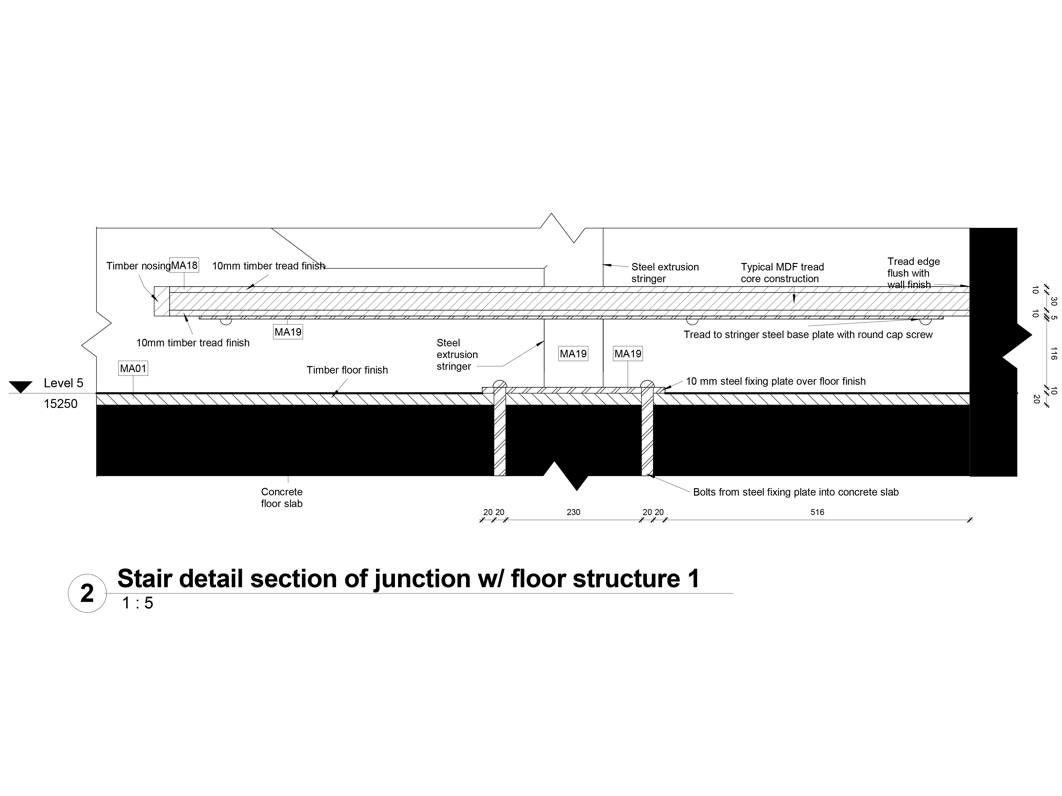 Timber nosing
MA18
10mm timber tread finish
Steel extrusion
stringer
Typical MDF tread
core construction
Tread edge
flush with
wall finish
10
30
10
5
116
10
20
MA19
10mm timber tread finish
Tread to stringer steel base plate with round cap screw
Steel
extrusion
stringer
MA19
MA19
MA01
Timber floor finish
10 mm steel fixing plate over floor finish
Level 5
15250
Concrete
floor slab
Bolts from steel fixing plate into concrete slab
20 20 230 20 20 516
2
Stair detail section of junction w/ floor structure 1
1 : 5